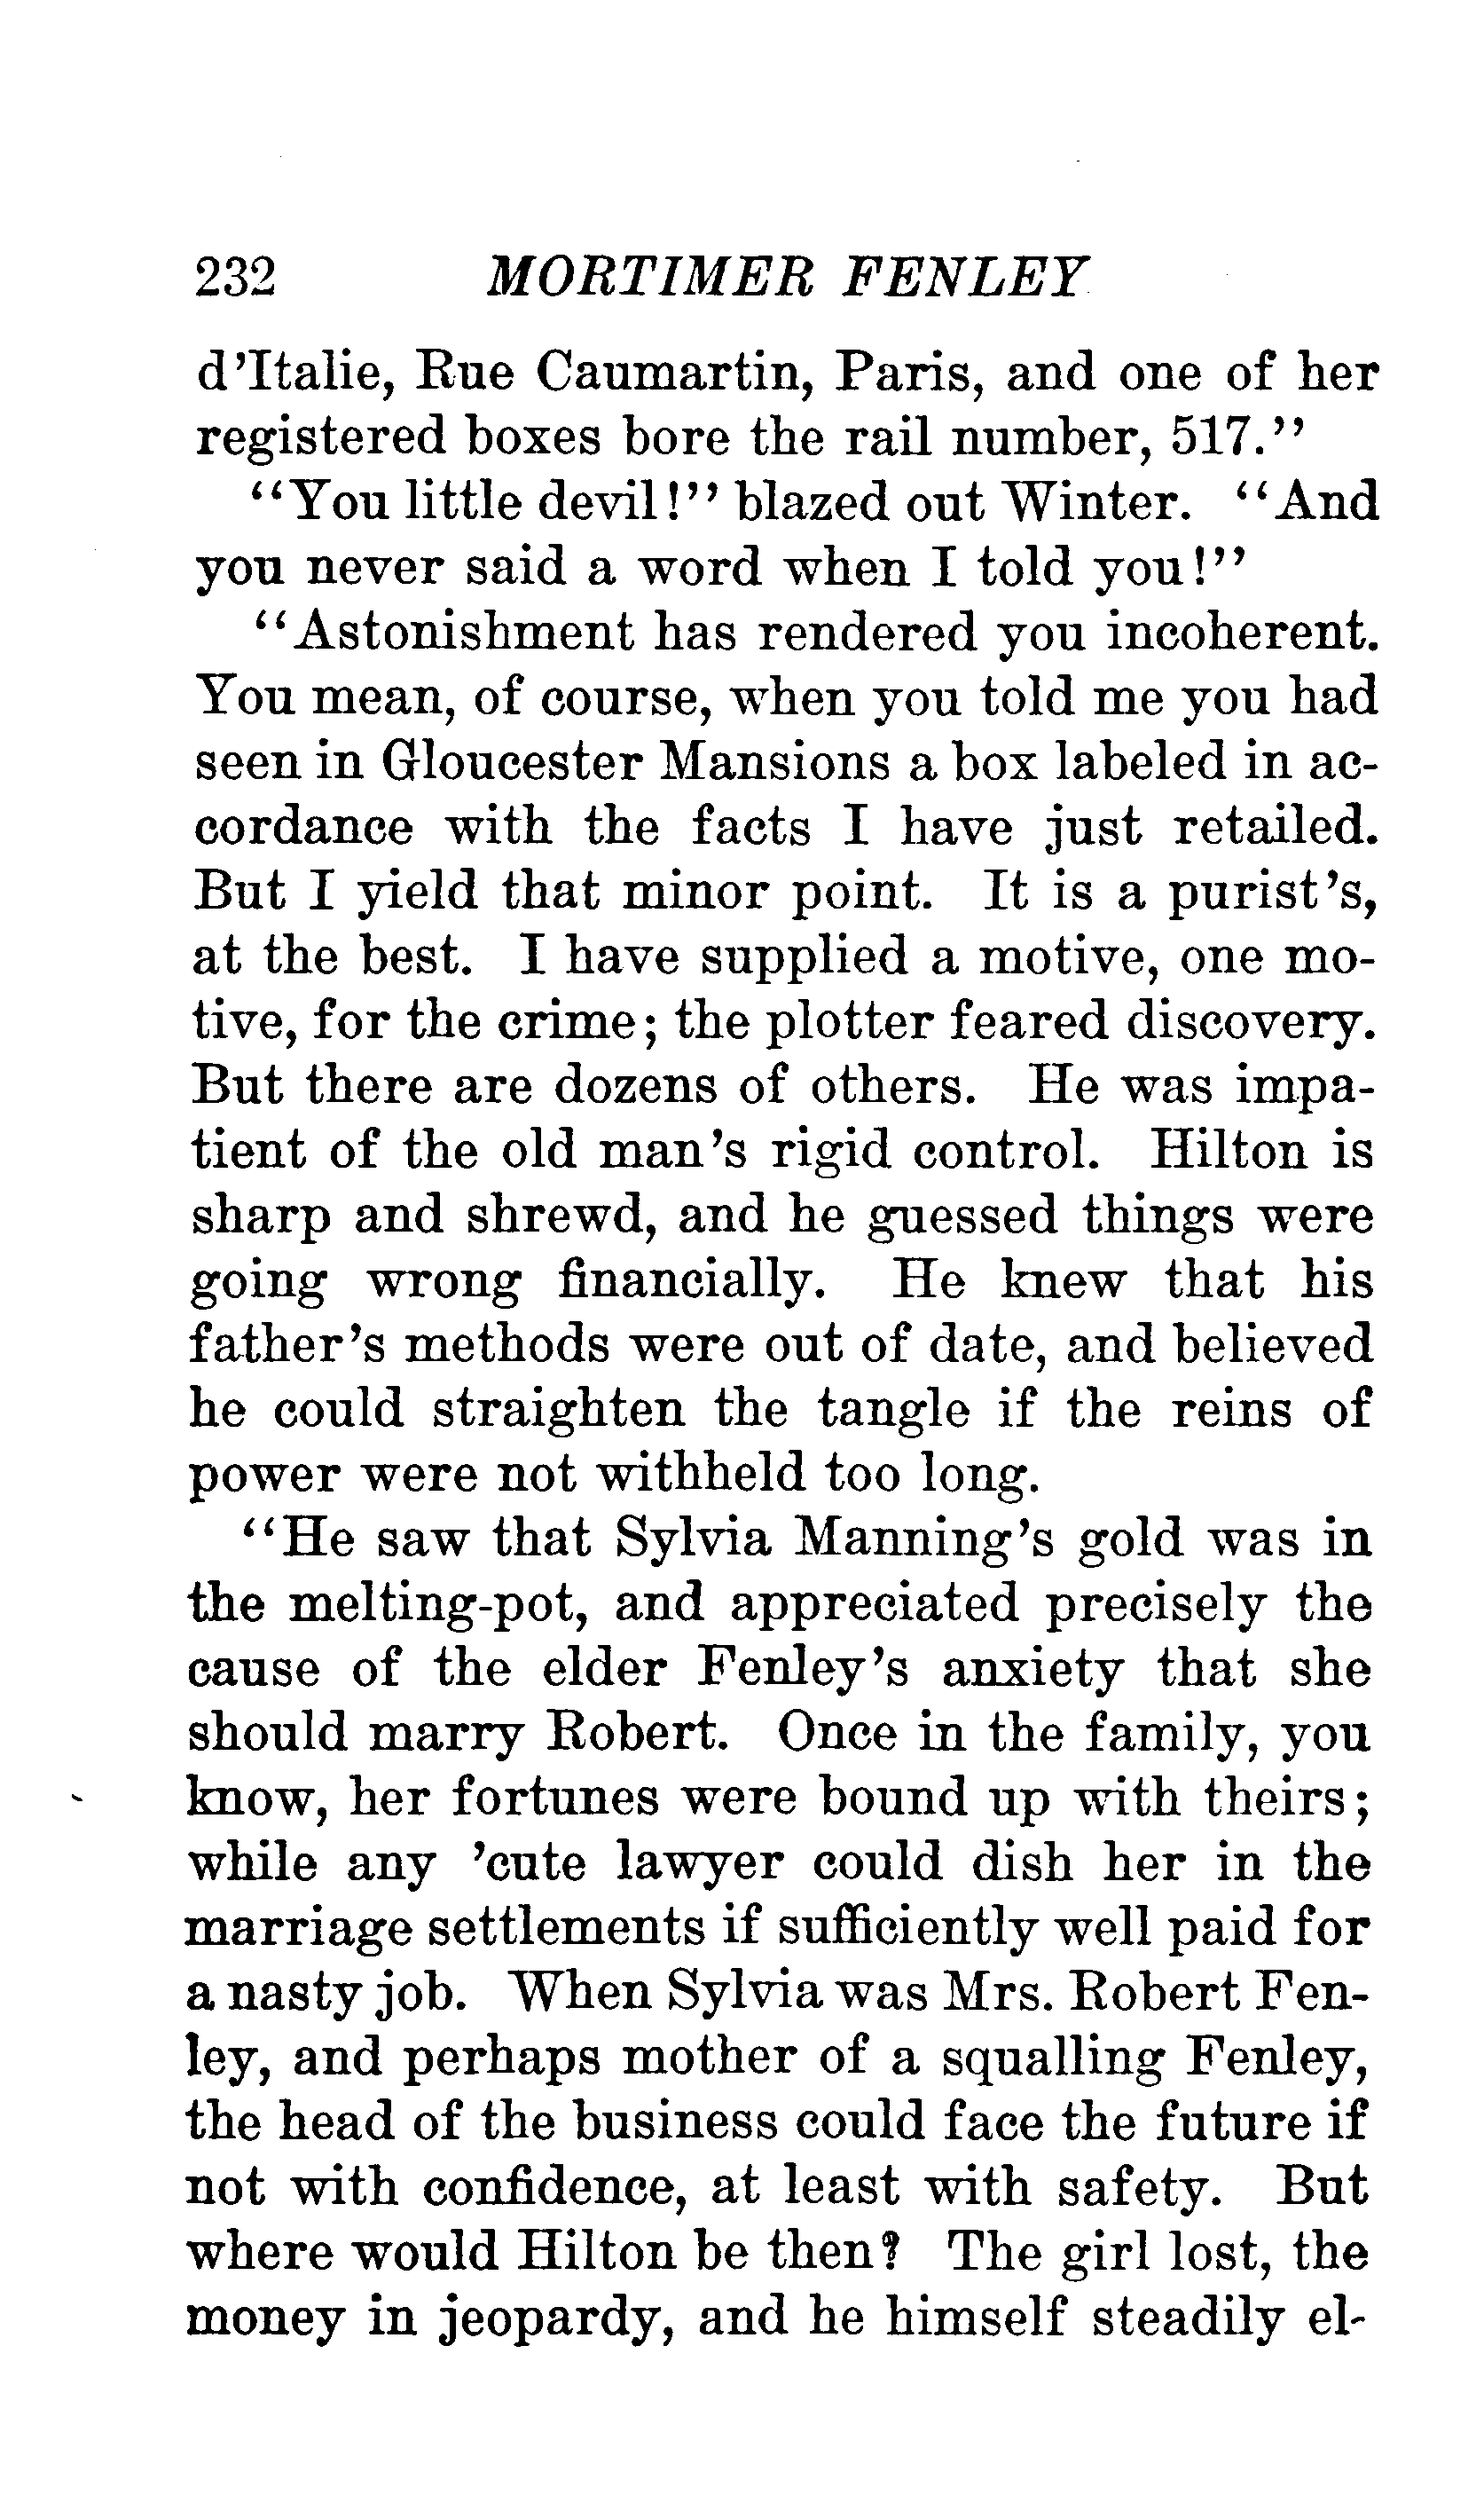 232 MORTIMER FENLEY
d'Italie, Rue Caumartin, Paris, and one of her
registered boxes bore the rail number, 517."
"You little devil!" blazed out Winter. "And
you never said a word when I told you!"
"Astonishment has rendered you incoherent.
You mean, of course, when you told me you had
seen in Gloucester Mansions a box labeled in ac-
cordance with the facts I have just retailed.
But I yield that minor point. It is a purist's,
at the best. I have supplied a motive, one mo-
tive, for the crime; the plotter feared discovery.
But there are dozens of others. He was impa-
tient of the old man's rigid control. Hilton is
sharp and shrewd, and he guessed things were
going wrong financially. He knew that his
father's methods were out of date, and believed
he could straighten the tangle if the reins of
power were not withheld too long.
"He saw that Sylvia Manning's gold was in
the melting-pot, and appreciated precisely the
cause of the elder Fenley's anxiety that she
should marry Robert. Once in the family, you
know, her fortunes were bound up with theirs;
while any 'cute lawyer could dish her in the
marriage settlements if sufficiently well paid for
a nasty job. When Sylvia was Mrs. Robert Fen-
ley, and perhaps mother of a squalling Fenley,
the head of the business could face the future if
not with confidence, at least with safety. But
where would Hilton be then? The girl lost, the
money in jeopardy, and he himself steadily el-